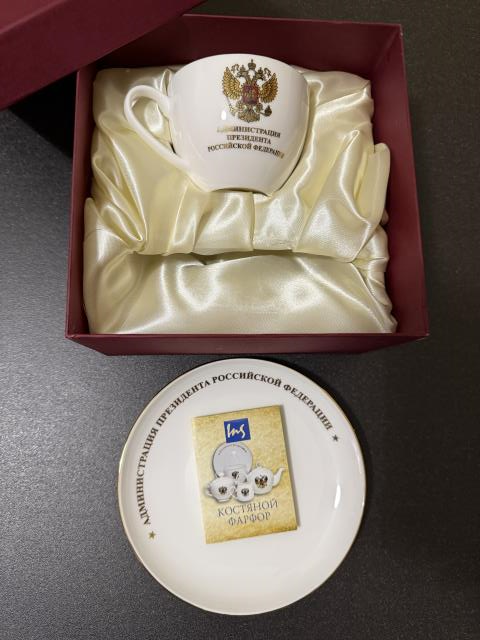 АДМИНИСТРАЦИЯ
ПРЕЗИДЕНТА
РОССИЙСКОЙ ФЕДЕРАЦИИ
АДМИНИСТРАЦИЯ ПРЕЗИДЕНТА РОССИЙСКОЙ ФЕДЕРАЦИИ
КОСТЯНОЙ
ФАРФОР